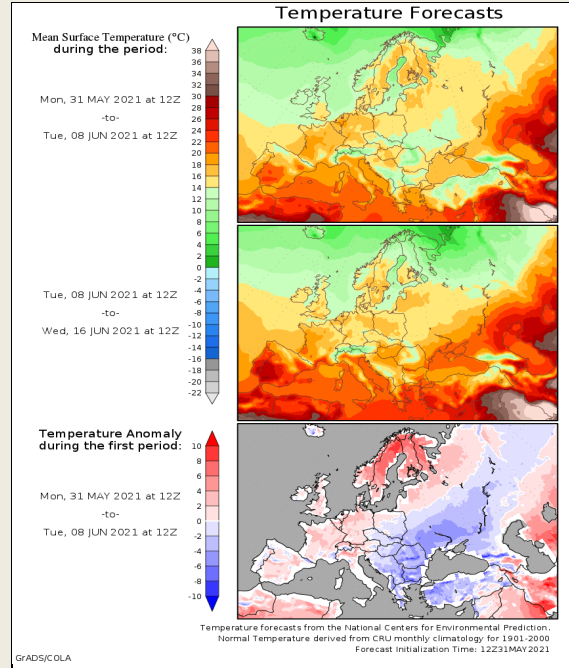 Temperature Forecasts
Mean Surface Temperature (°C)
during the period:
Mon, 31 MAY 2021 at 12Z
-to-
Tue, 08 JUN 2021 at 12Z
38
36
34
32
30
28
26
24
22
20
18
16
14
12
10
8
6
4
2
0
-2
-4
-6
-8
-10
-12
-14
-16
-18
-20
-22
Tue, 08 JUN 2021 at 12Z
-to-
Wed, 16 JUN 2021 at 12Z
Temperature Anomaly
during the first period:
Mon, 31 MAY 2021 at 12Z
-to-
Tue, 08 JUN 2021 at 12Z
10
8
6
4
2
0
-2
-4
-6
-8
-10
Temperature forecasts from the National Centers for Environmental Prediction.
Normal Temperature derived from CRU monthly climatology for 1901-2000
Forecast Initialization Time: 12Z31MAY2021
GrADS/COLA